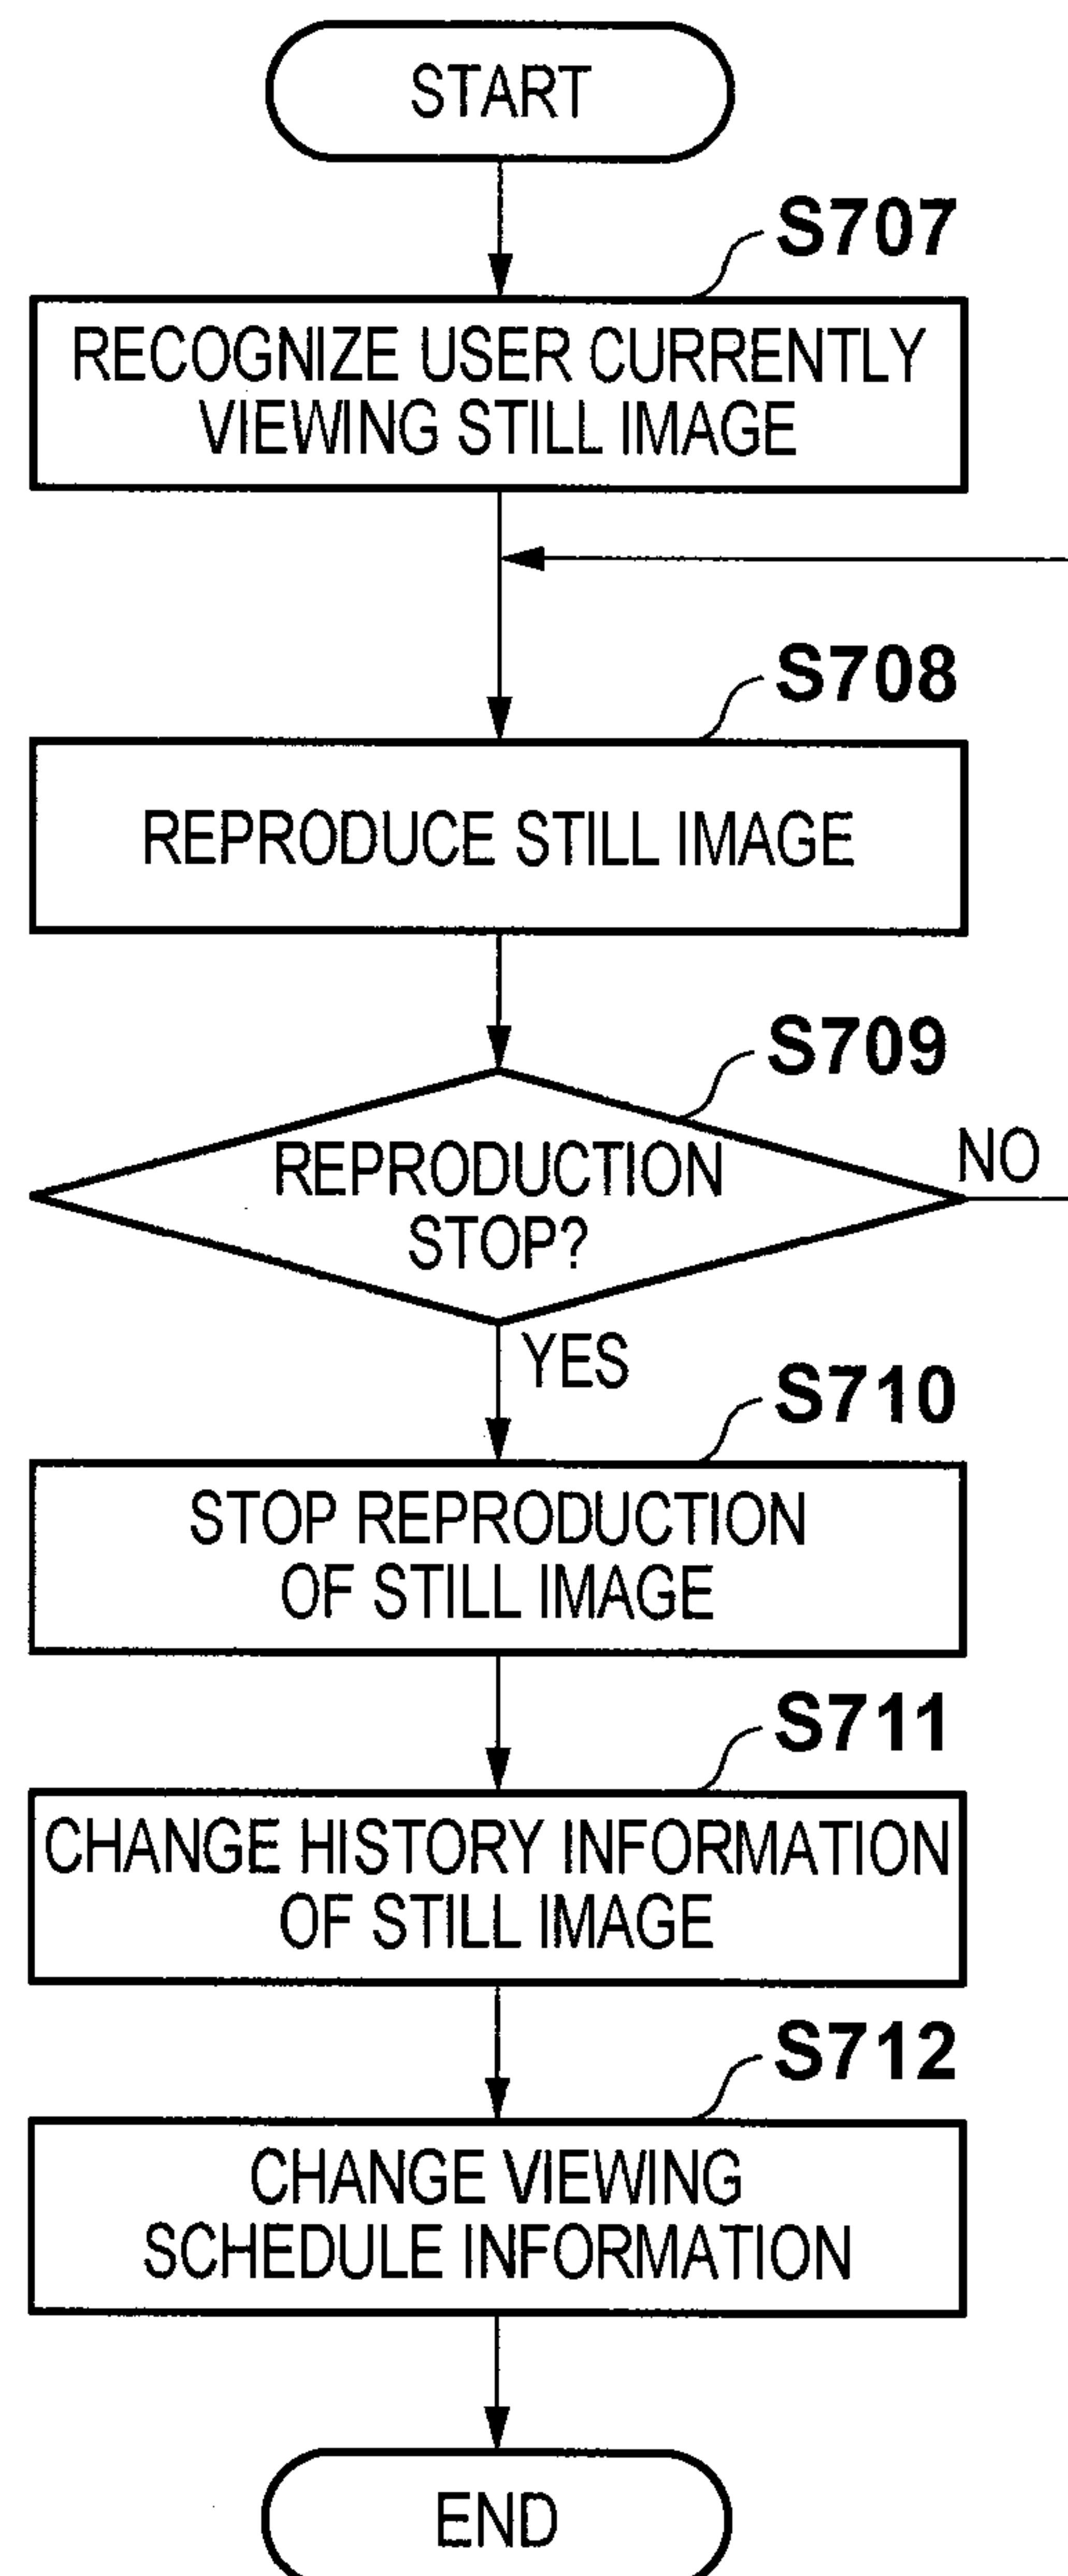 START
S707
RECOGNIZE USER CURRENTLY
VIEWING STILL IMAGE
S708
REPRODUCE STILL IMAGE
S709
REPRODUCTION
STOP?
NO
YES
S710
STOP REPRODUCTION
OF STILL IMAGE
S711
CHANGE HISTORY INFORMATION
OF STILL IMAGE
S712
CHANGE VIEWING
SCHEDULE INFORMATION
END